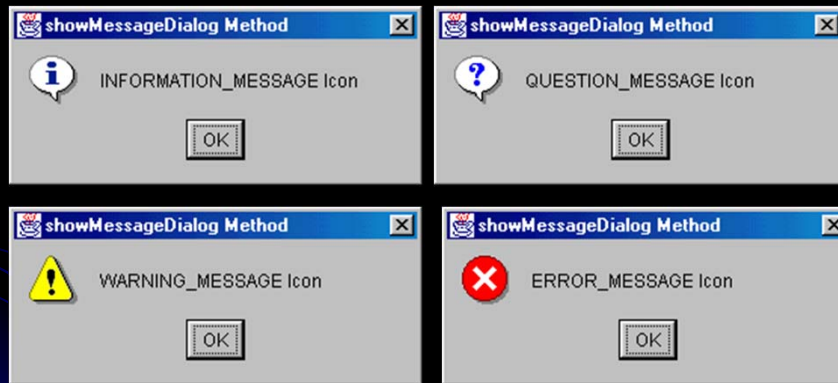 showMessageDialog Method
INFORMATION_MESSAGE Icon
OK
showMessageDialog Method
QUESTION_MESSAGE Icon
OK
showMessageDialog Method
WARNING_MESSAGE Icon
OK
showMessageDialog Method
ERROR_MESSAGE Icon
OK